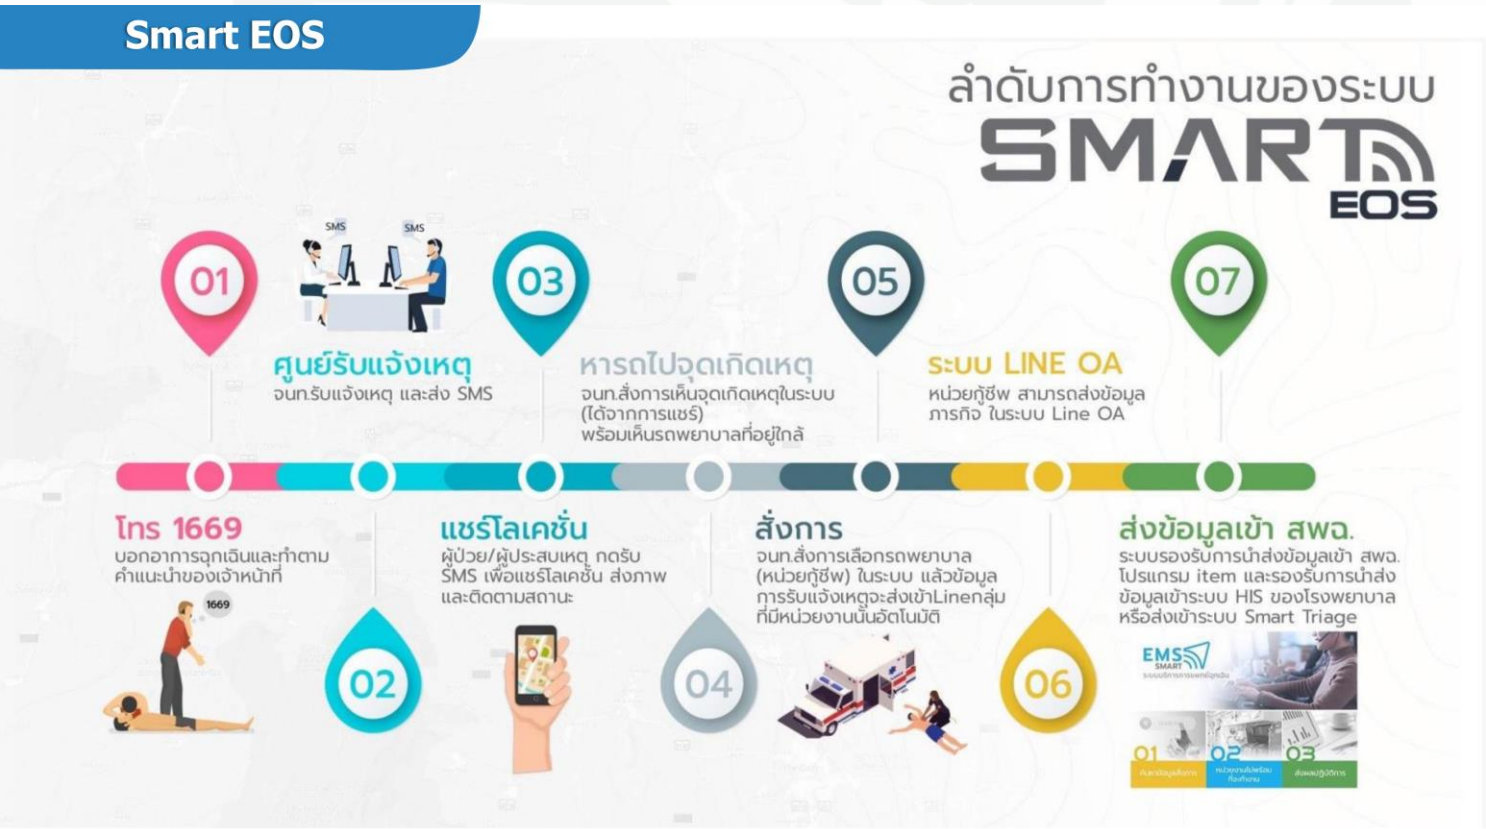 Smart EOS
ลำดับการทำงานของระบบ
SMART
EOS
01
โทร 1669
บอกอาการฉุกเฉินและทำตาม
คำแนะนำของเจ้าหน้าที่
1669
SMS
SMS
ศูนย์รับแจ้งเหตุ
จนท.รับแจ้งเหตุ และส่ง SMS
02
03
แชร์โลเคชั่น
ผู้ป่วย/ผู้ประสบเหตุ กดรับ
SMS เพื่อแชร์โลเคชั่น ส่งภาพ
และติดตามสถานะ
หารถไปจุดเกิดเหตุ
จนท.สั่งการเห็นจุดเกิดเหตุในระบบ
(ได้จากการแชร์)
พร้อมเห็นรถพยาบาลที่อยู่ใกล้
04
05
สั่งการ
จนท.สั่งการเลือกรถพยาบาล
(หน่วยกู้ชีพ) ในระบบ แล้วข้อมูล
การรับแจ้งเหตุจะส่งเข้าLineกลุ่ม
ที่มีหน่วยงานนั้นอัตโนมัติ
ระบบ LINE OA
หน่วยกู้ชีพ สามารถส่งข้อมูล
ภารกิจ ในระบบ Line OA
06
07
ส่งข้อมูลเข้า สพฉ.
ระบบรองรับการนำส่งข้อมูลเข้า สพฉ.
โปรแกรม item และรองรับการนำส่ง
ข้อมูลเข้าระบบ HIS ของโรงพยาบาล
หรือส่งเข้าระบบ Smart Triage
EMS
SMART
ระบบบริการการแพทย์ฉุกเฉิน
01
02
03